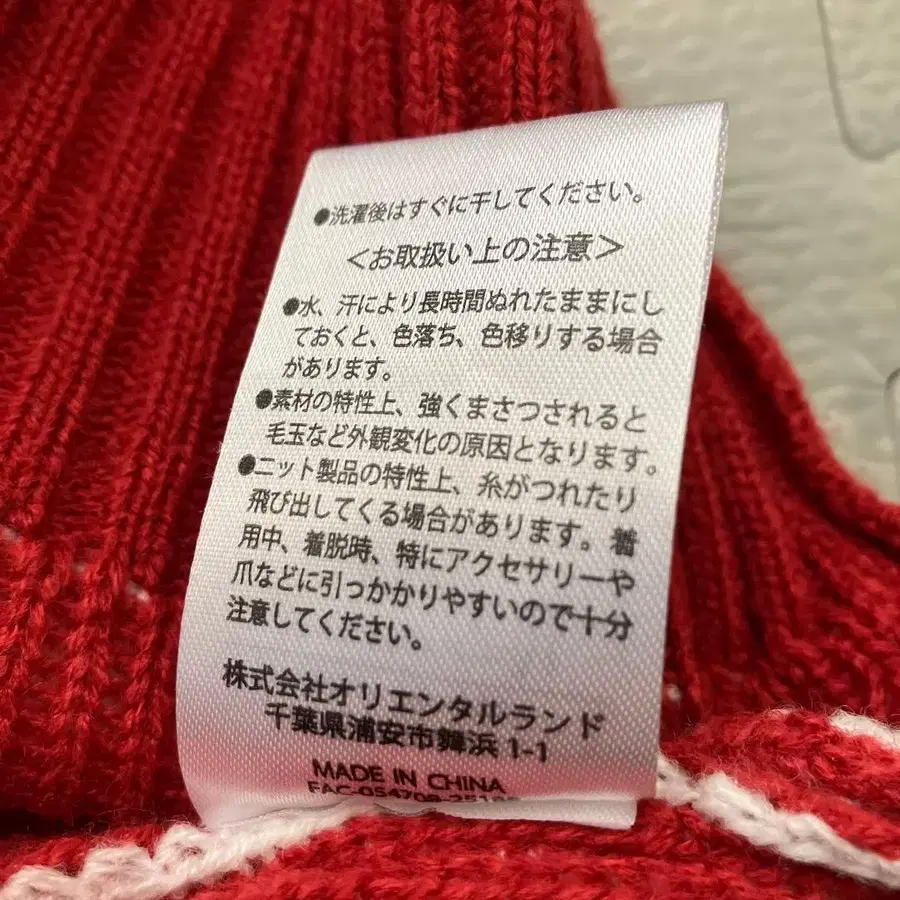 ●洗濯後はすぐに干してください。
＜お取扱い上の注意＞
●水、汗により長時間ぬれたままにし
ておくと、色落ち、色移りする場合
があります。
●素材の特性上、強くまさつされると
毛玉など外観変化の原因となります。
●ニット製品の特性上、糸がつれたり
飛び出してくる場合があります。着
用中、着脱時、特にアクセサリーや
爪などに引っかかりやすいので十分
注意してください。
株式会社オリエンタルランド
千葉県浦安市舞浜 1-1
MADE IN CHINA